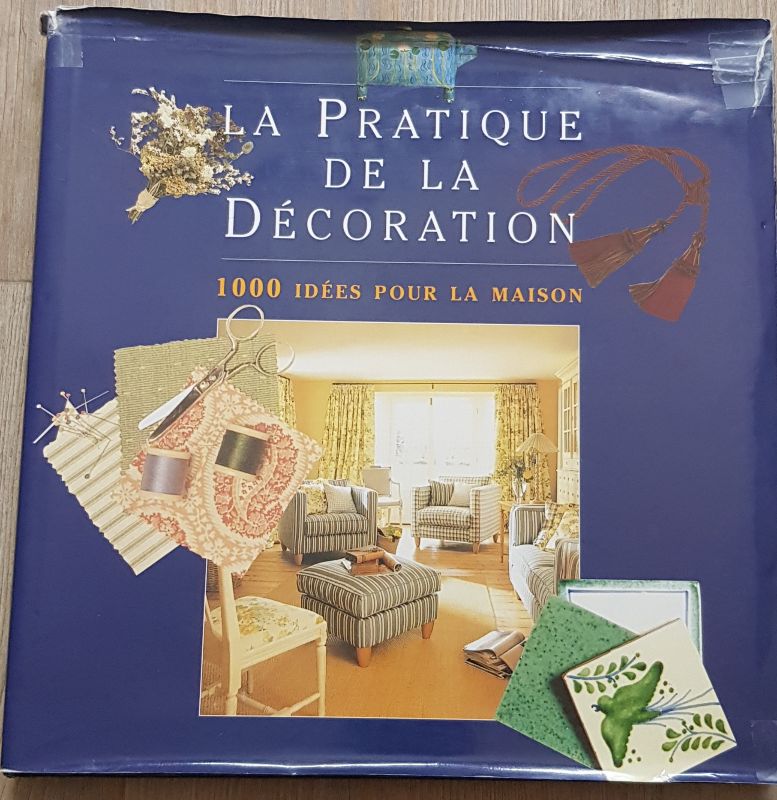 LA PRATIQUE
DE LA
DÉCORATION
1000 IDÉES POUR LA MAISON